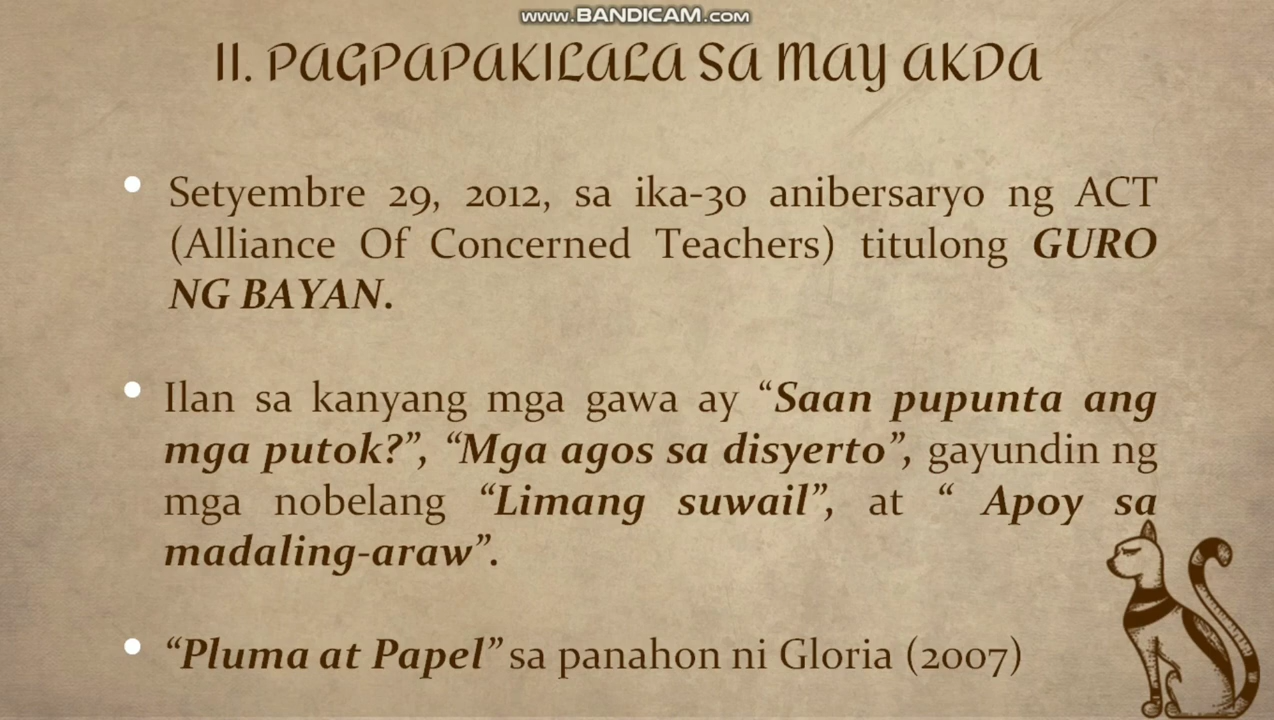 www.BANDICAM.com
II. PAGPAPAKILALA SA MAY AKDA
• Setyembre 29, 2012, sa ika-30 anibersaryo ng ACT
(Alliance Of Concerned Teachers) titulong GURO
NG BAYAN.
• Ilan sa kanyang mga gawa ay “Saan pupunta ang
mga putok?”, “Mga agos sa disyerto”, gayundin ng
mga nobelang “Limang suwail”, at “ Apoy sa
madaling-araw”.
• “Pluma at Papel” sa panahon ni Gloria (2007)